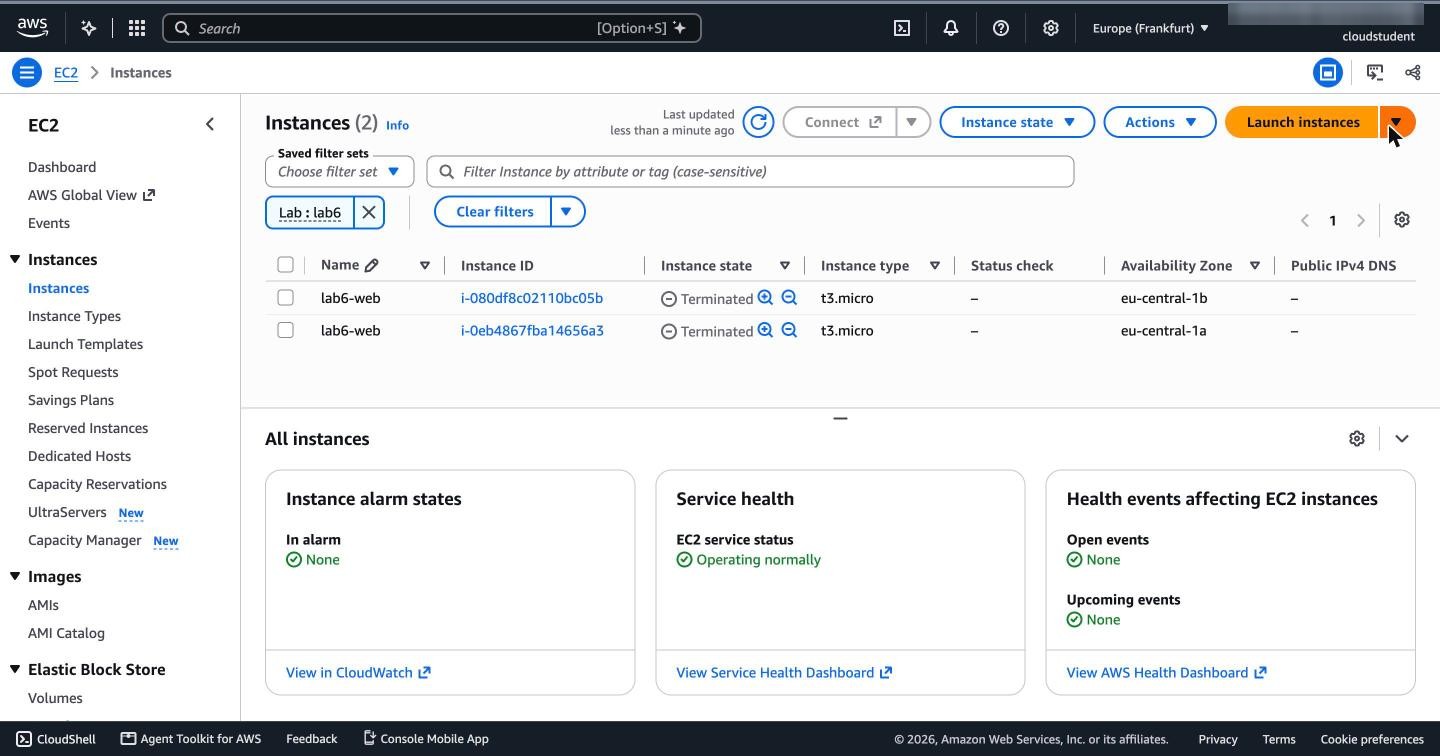 aws
Search
[Option+S]
Europe (Frankfurt)
cloudstudent
EC2
Instances
EC2
Dashboard
AWS Global View
Events
Instances
Instances
Instance Types
Launch Templates
Spot Requests
Savings Plans
Reserved Instances
Dedicated Hosts
Capacity Reservations
UltraServers New
Capacity Manager New
Images
AMIs
AMI Catalog
Elastic Block Store
Volumes
Instances (2) Info
Last updated
less than a minute ago
Connect
Instance state
Actions
Launch instances
Saved filter sets
Choose filter set
Filter Instance by attribute or tag (case-sensitive)
Lab : lab6
Clear filters
1
Name Instance ID Instance state Instance type Status check Availability Zone Public IPv4 DNS
lab6-web i-080df8c02110bc05b Terminated t3.micro – eu-central-1b –
lab6-web i-0eb4867fba14656a3 Terminated t3.micro – eu-central-1a –
All instances
Instance alarm states
In alarm
None
View in CloudWatch
Service health
EC2 service status
Operating normally
View Service Health Dashboard
Health events affecting EC2 instances
Open events
None
Upcoming events
None
View AWS Health Dashboard
CloudShell
Agent Toolkit for AWS
Feedback
Console Mobile App
© 2026, Amazon Web Services, Inc. or its affiliates.
Privacy
Terms
Cookie preferences